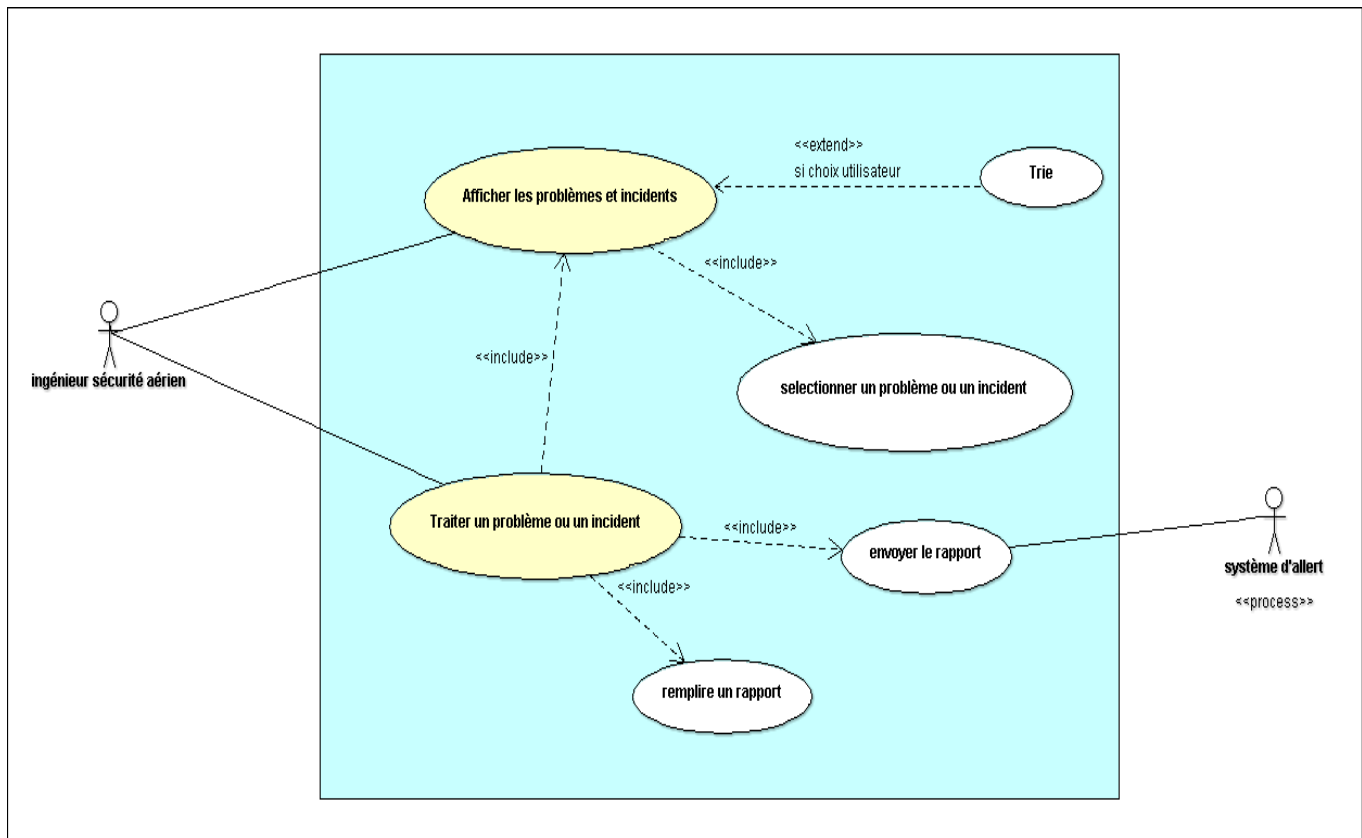 <<extend>>
si choix utilisateur
Trie
Afficher les problèmes et incidents
<<include>>
<<include>>
ingénieur sécurité aérien
selectionner un problème ou un incident
Traiter un problème ou un incident
<<include>>
envoyer le rapport
système d'allert
<<process>>
<<include>>
remplire un rapport